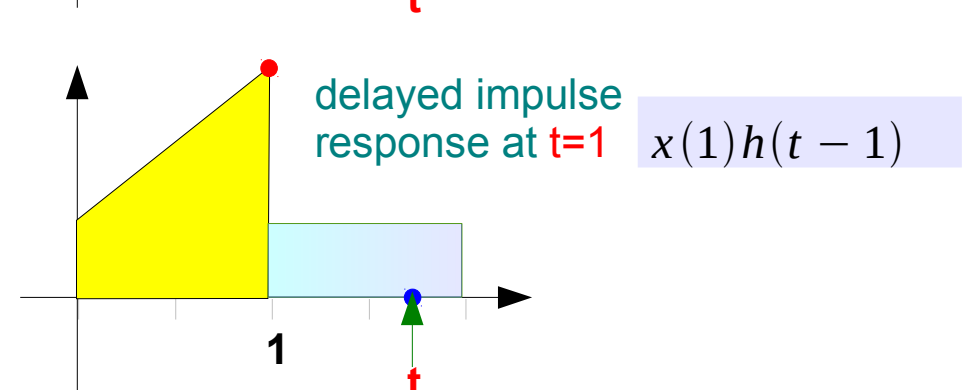 t
delayed impulse
response at t=1
x(1)h(t − 1)
1
t